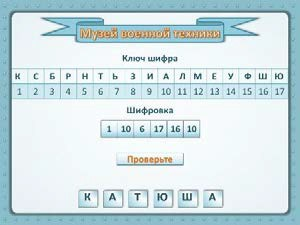 Музей военной техники
Ключ шифра
К С Б Р Н Т Ь З И А Л М Е У Ф Ш Ю
1 2 3 4 5 6 7 8 9 10 11 12 13 14 15 16 17
Шифровка
1 10 6 17 16 10
Проверьте
К А Т Ю Ш А